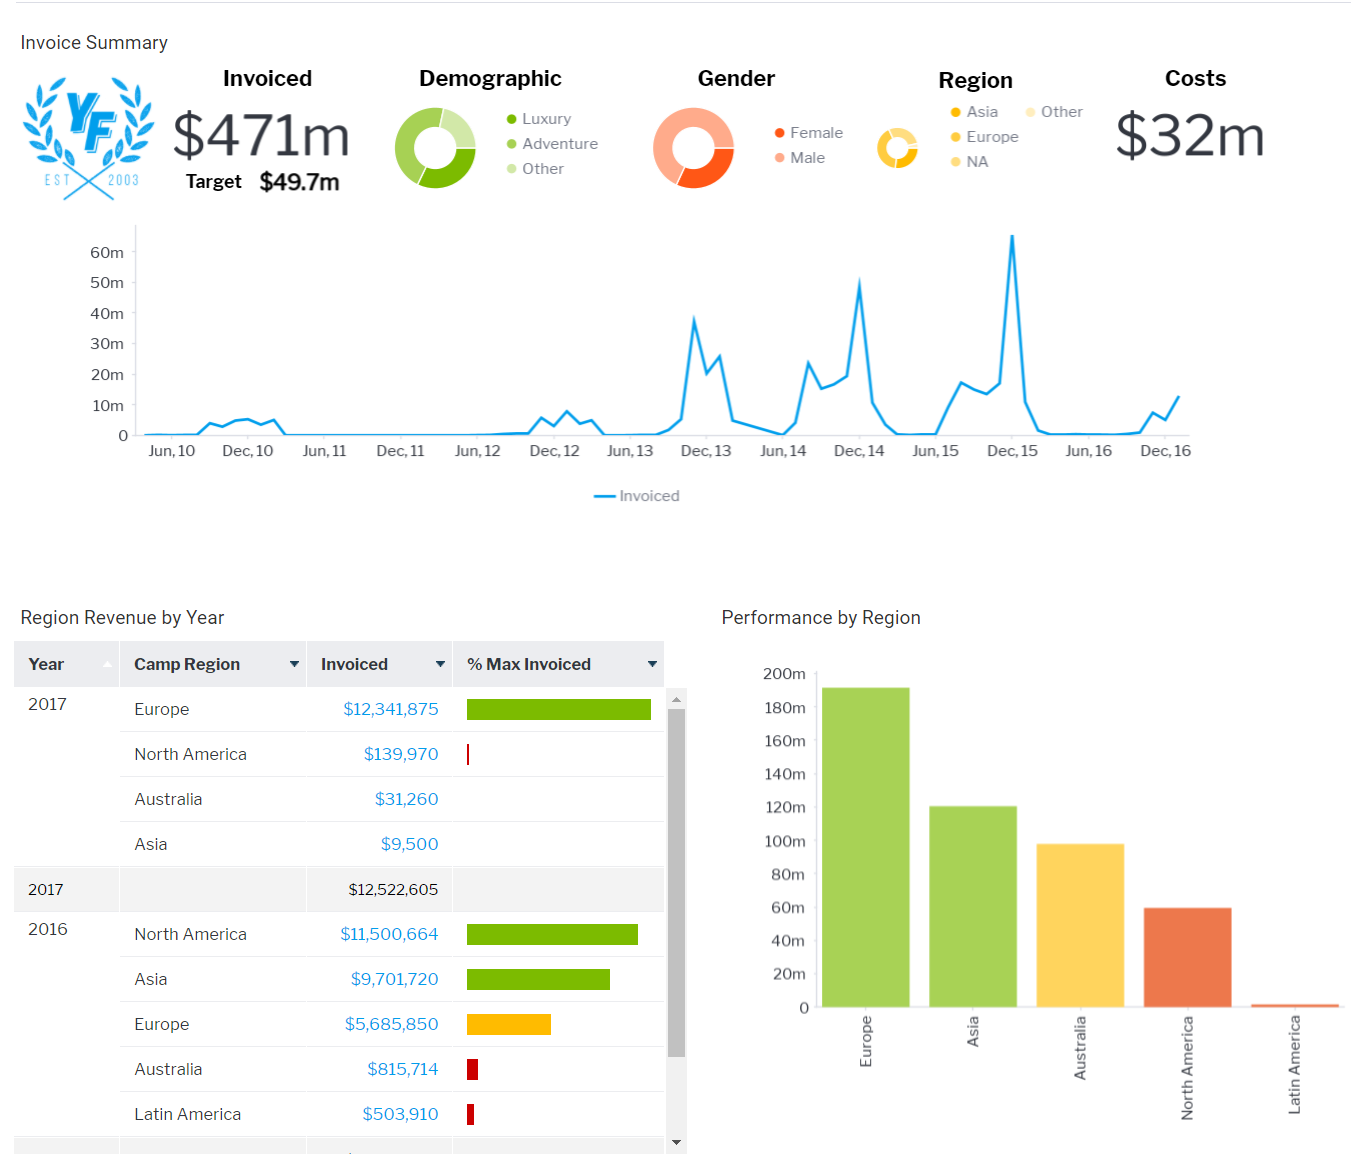 Invoice Summary
YF
EST 2003
Invoiced
$471m
Target $49.7m
Demographic
Luxury
Adventure
Other
Gender
Female
Male
Region
Asia
Other
Europe
NA
Costs
$32m
60m
50m
40m
30m
20m
10m
0
Jun, 10 Dec, 10 Jun, 11 Dec, 11 Jun, 12 Dec, 12 Jun, 13 Dec, 13 Jun, 14 Dec, 14 Jun, 15 Dec, 15 Jun, 16 Dec, 16
Invoiced
Region Revenue by Year
Year Camp Region Invoiced % Max Invoiced
2017 Europe $12,341,875
North America $139,970
Australia $31,260
Asia $9,500
2017 $12,522,605
2016 North America $11,500,664
Asia $9,701,720
Europe $5,685,850
Australia $815,714
Latin America $503,910
Performance by Region
200m
180m
160m
140m
120m
100m
80m
60m
40m
20m
0
Europe
Asia
Australia
North America
Latin America